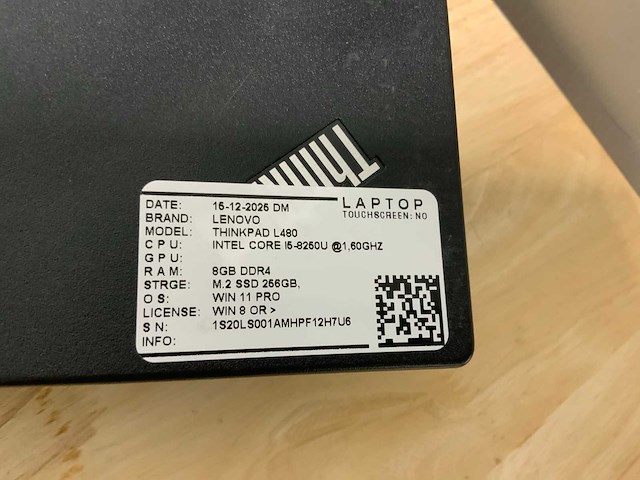 Thin
LAPTOP
TOUCHSCREEN: NO
DATE: 15-12-2025 DM
BRAND: LENOVO
MODEL: THINKPAD L480
CPU: INTEL CORE I5-8250U @1,60GHZ
GPU:
RAM: 8GB DDR4
STRGE: M.2 SSD 256GB,
OS: WIN 11 PRO
LICENSE: WIN 8 OR >
SN: 1S20LS001AMHPF12H7U6
INFO: